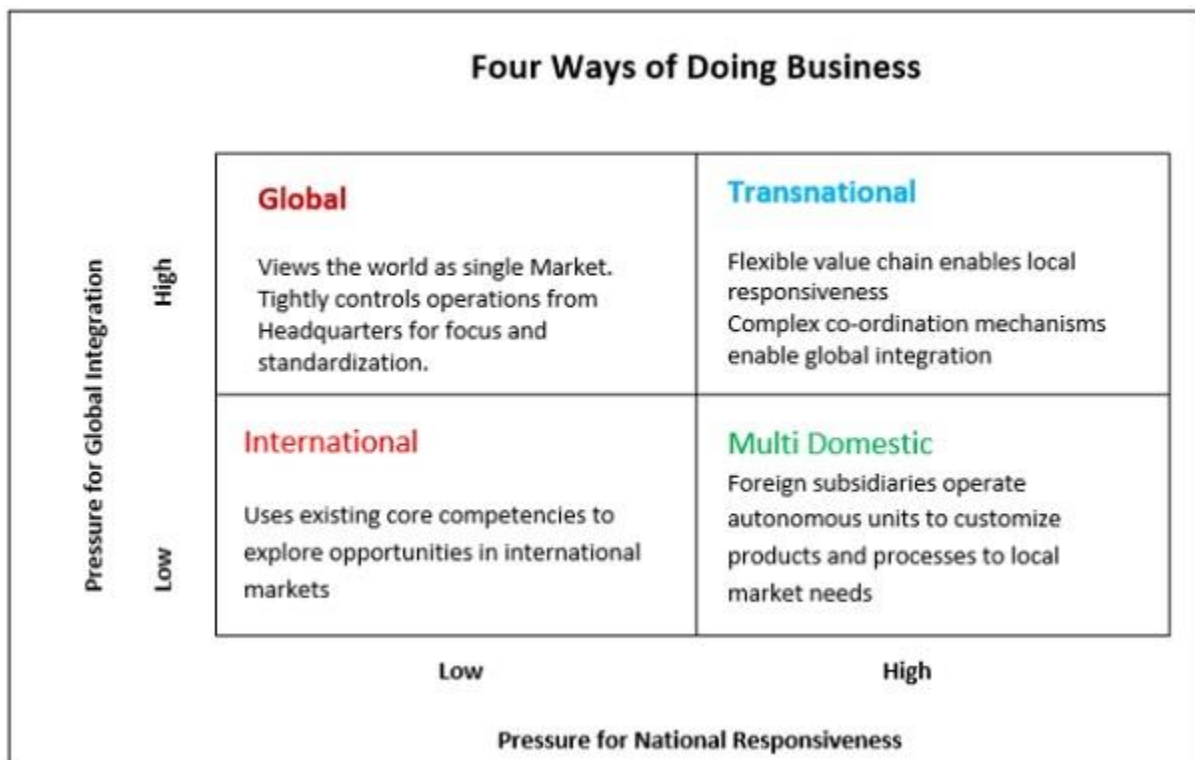 Four Ways of Doing Business
Pressure for Global Integration
High
Low
Global
Views the world as single Market.
Tightly controls operations from
Headquarters for focus and
standardization.
Transnational
Flexible value chain enables local
responsiveness
Complex co-ordination mechanisms
enable global integration
International
Uses existing core competencies to
explore opportunities in international
markets
Multi Domestic
Foreign subsidiaries operate
autonomous units to customize
products and processes to local
market needs
Low
High
Pressure for National Responsiveness